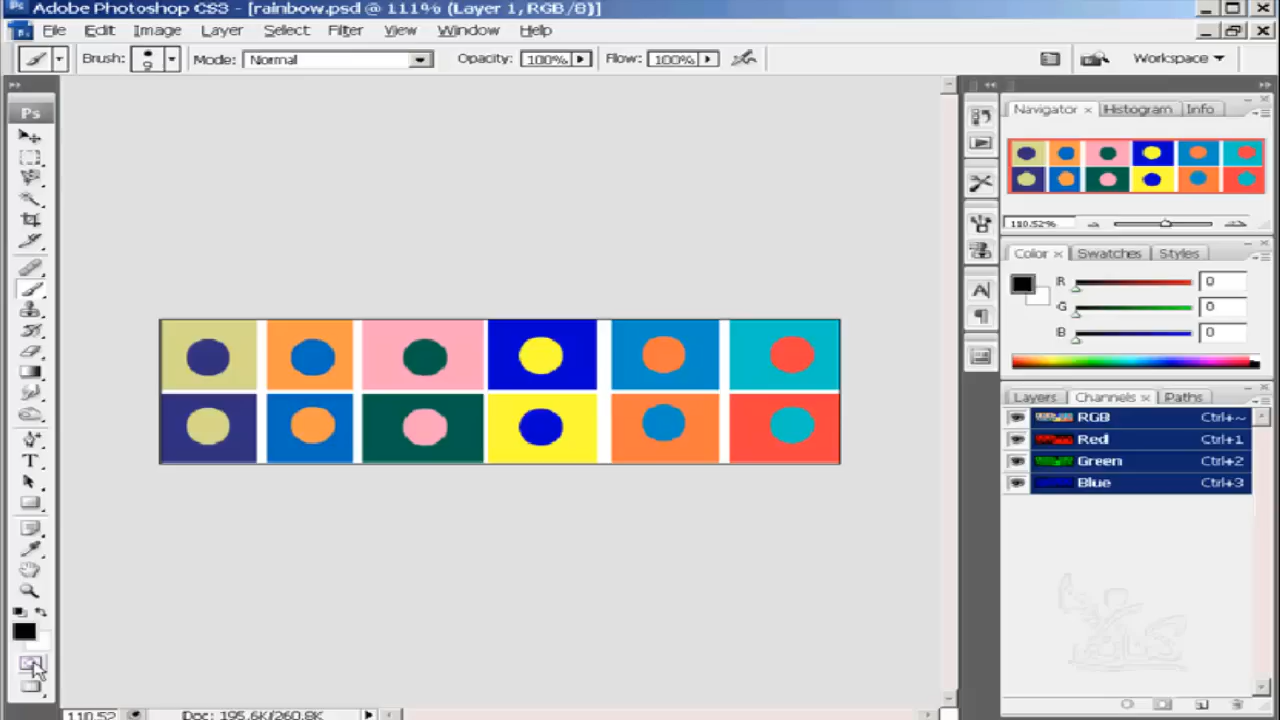 Adobe Photoshop CS3 - [rainbow.psd @ 111% (Layer 1, RGB/8)]
File Edit Image Layer Select Filter View Window Help
Brush: 9 Mode: Normal Opacity: 100% Flow: 100% Workspace
Ps
Navigator Histogram Info
110.52%
Color Swatches Styles
R 0
G 0
B 0
Layers Channels Paths
RGB Ctrl+~
Red Ctrl+1
Green Ctrl+2
Blue Ctrl+3
110.52 Doc: 195.6K/260.8K